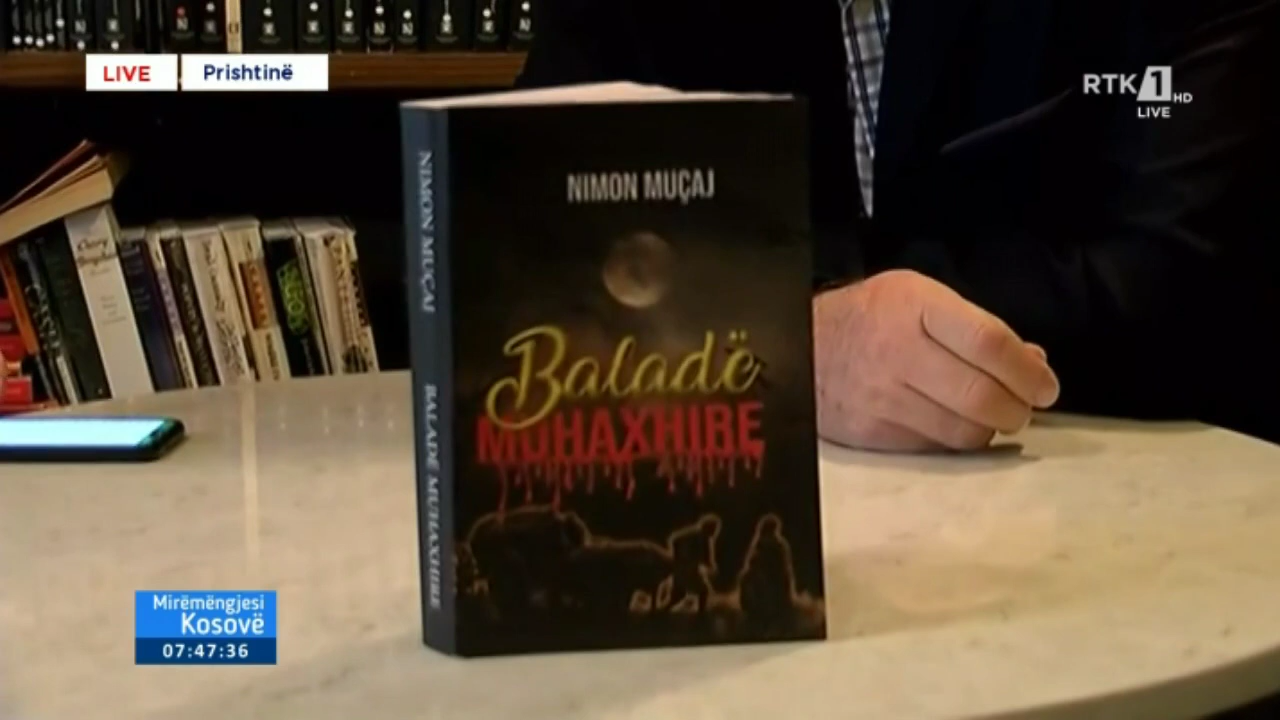 LIVE
Prishtinë
RTK 1 HD
LIVE
NIMON MUÇAJ
Baladë
MUHAXHIRE
NIMON MUÇAJ
BALADË MUHAXHIRE
Mirëmëngjesi
Kosovë
07:47:36